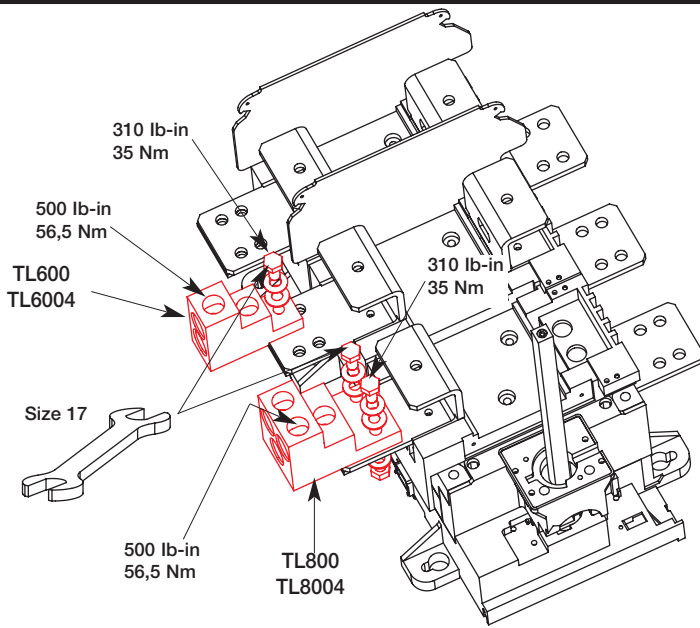 310 lb-in
35 Nm
500 lb-in
56,5 Nm
TL600
TL6004
310 lb-in
35 Nm
Size 17
500 lb-in
56,5 Nm
TL800
TL8004